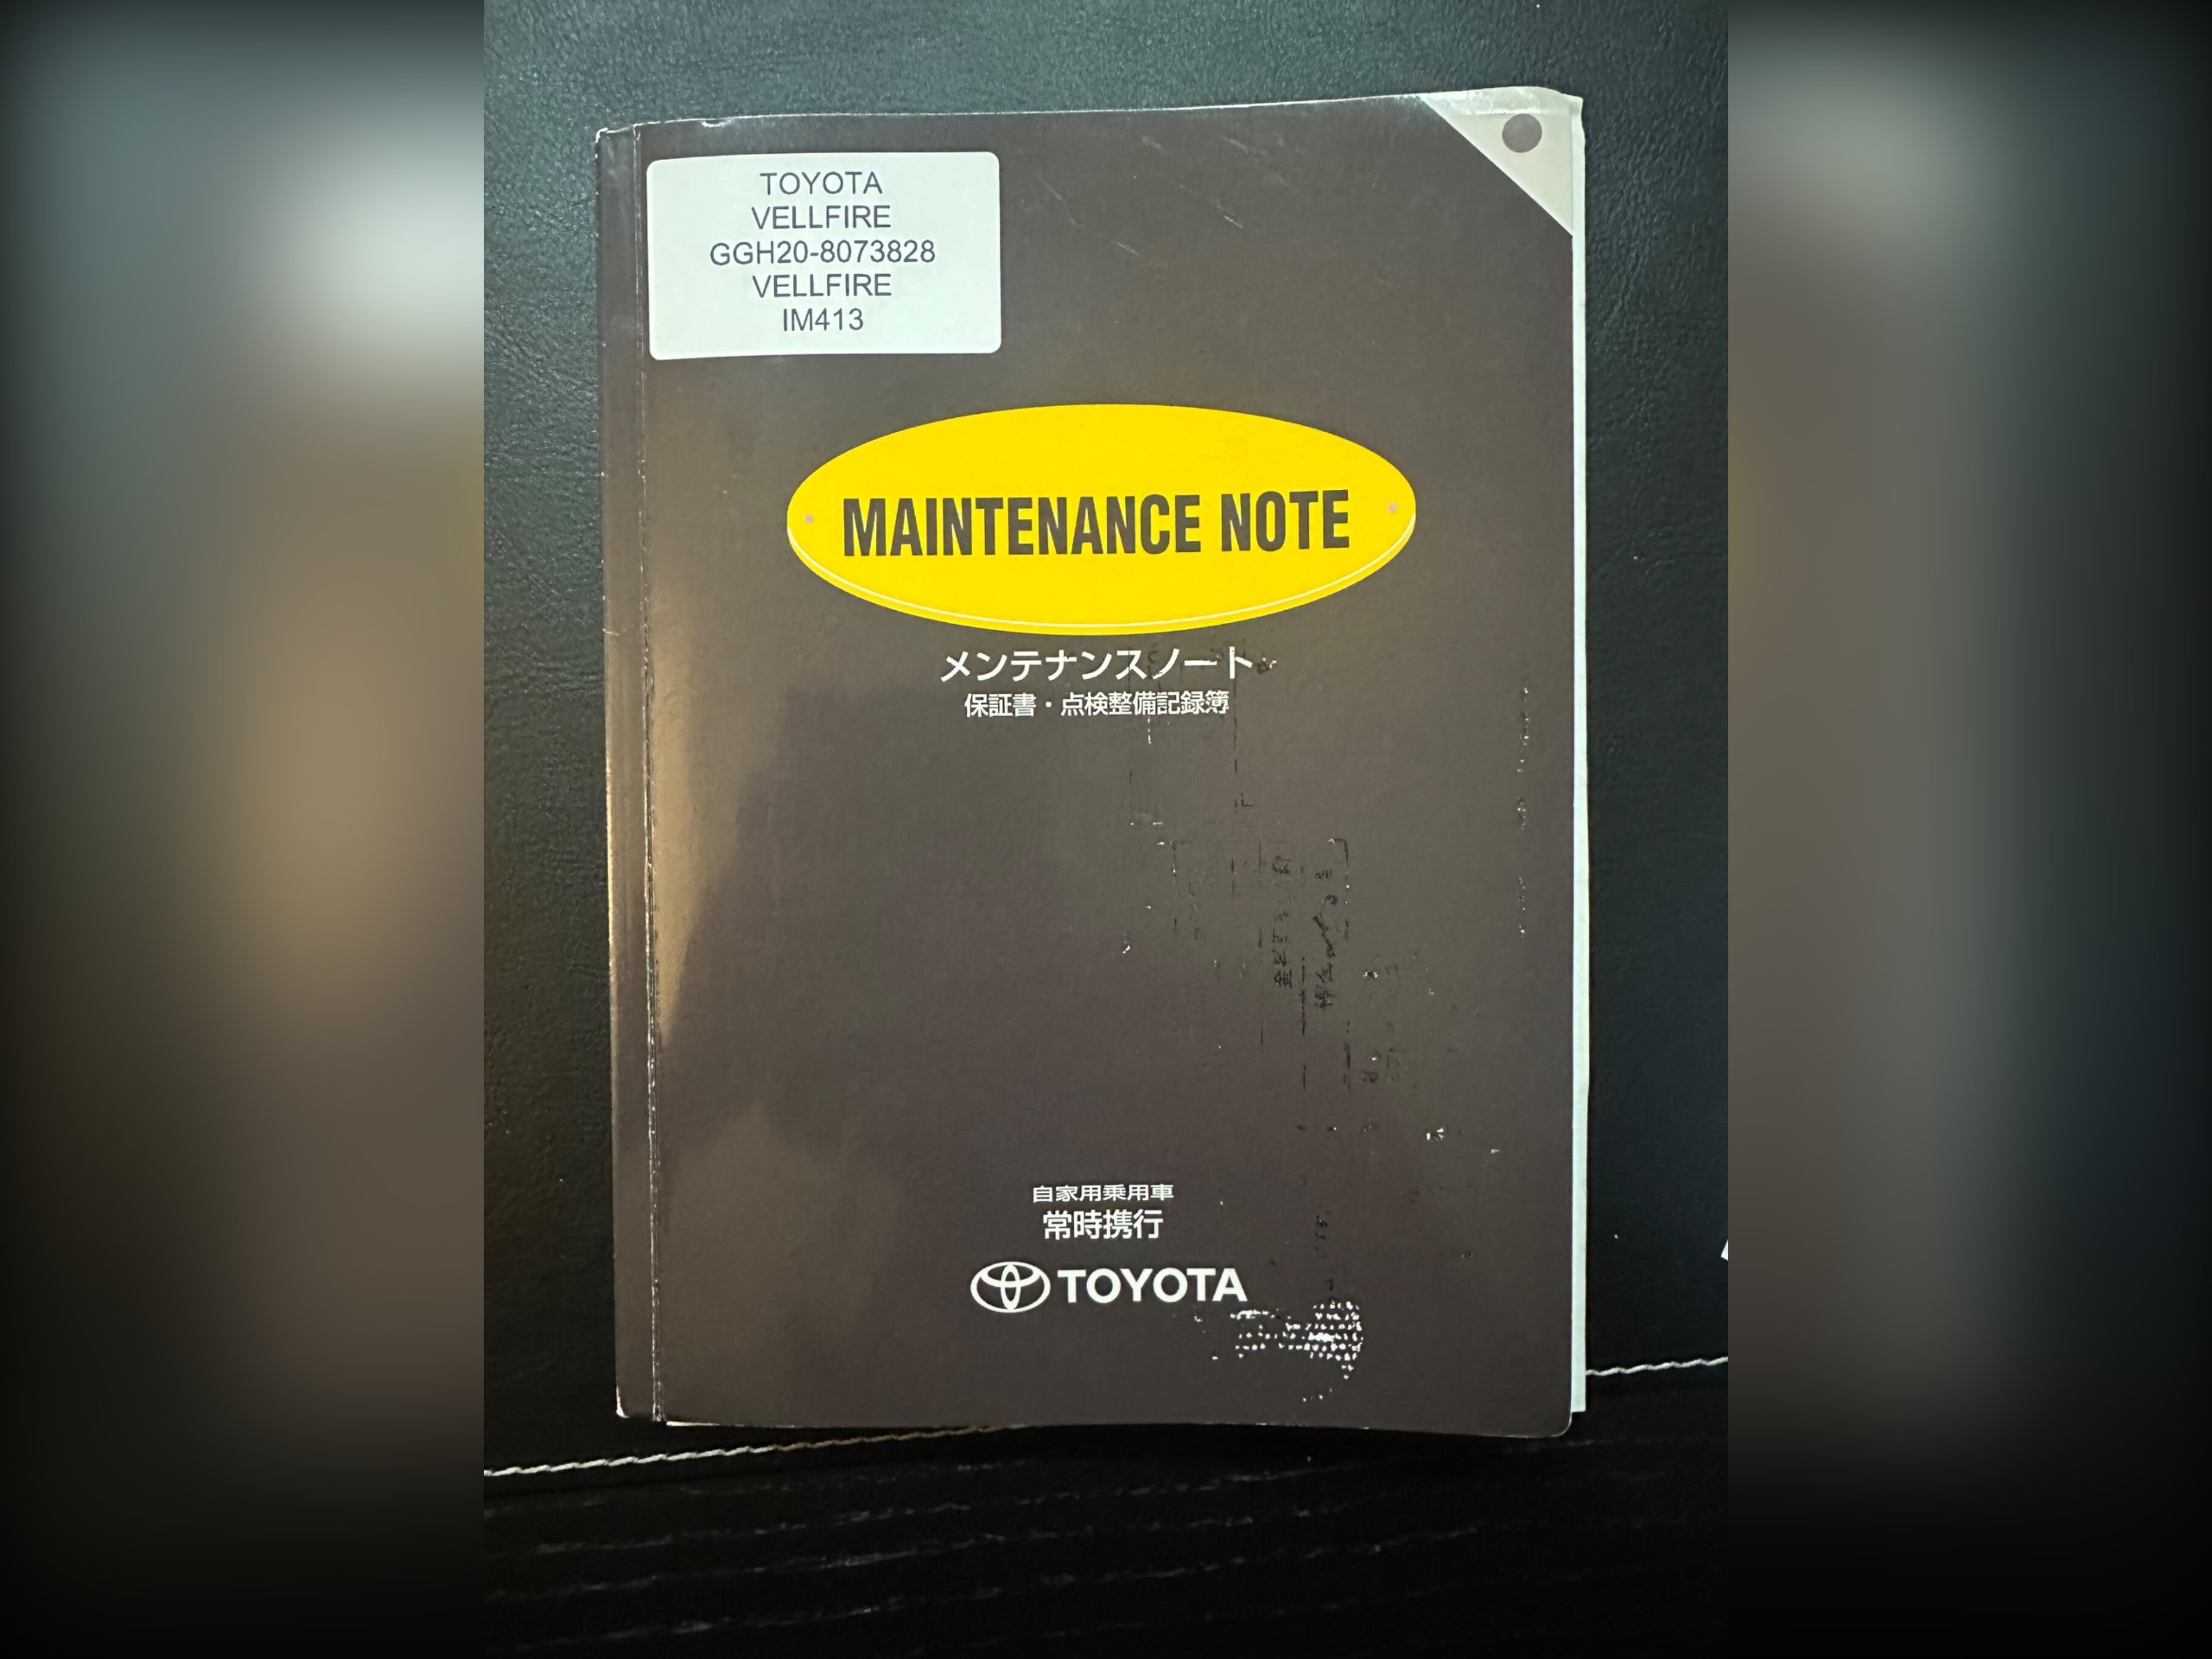 TOYOTA
VELLFIRE
GGH20-8073828
VELLFIRE
IM413
MAINTENANCE NOTE
メンテナンスノート
保証書・点検整備記録簿
自家用乗用車
常時携行
TOYOTA